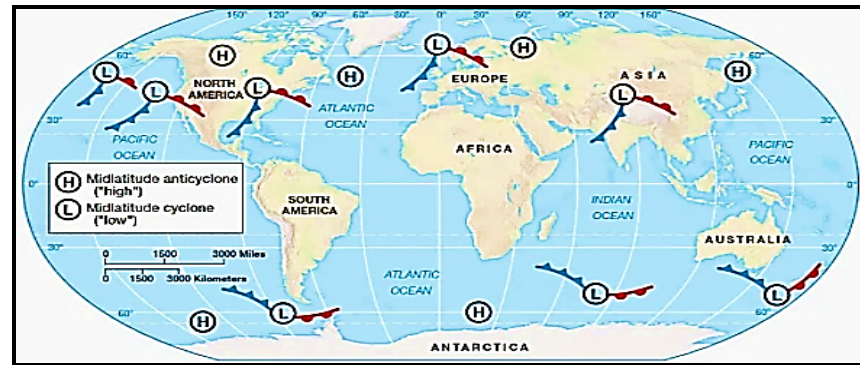 150° 120° 90° 60° 30° 0° 30° 60° 90° 120° 150°
60° 60°
NORTH
AMERICA
EUROPE
ASIA
ATLANTIC
OCEAN
30° 30°
PACIFIC
OCEAN
AFRICA
PACIFIC
OCEAN
H Midlatitude anticyclone
("high")
L Midlatitude cyclone
("low")
0° 0°
SOUTH
AMERICA
INDIAN
OCEAN
AUSTRALIA
0 1500 3000 Miles
0 1500 3000 Kilometers
30° 30°
ATLANTIC
OCEAN
60° 60°
ANTARCTICA
L
L
H
L
H
L
H
L
H
H
L
H
L
L